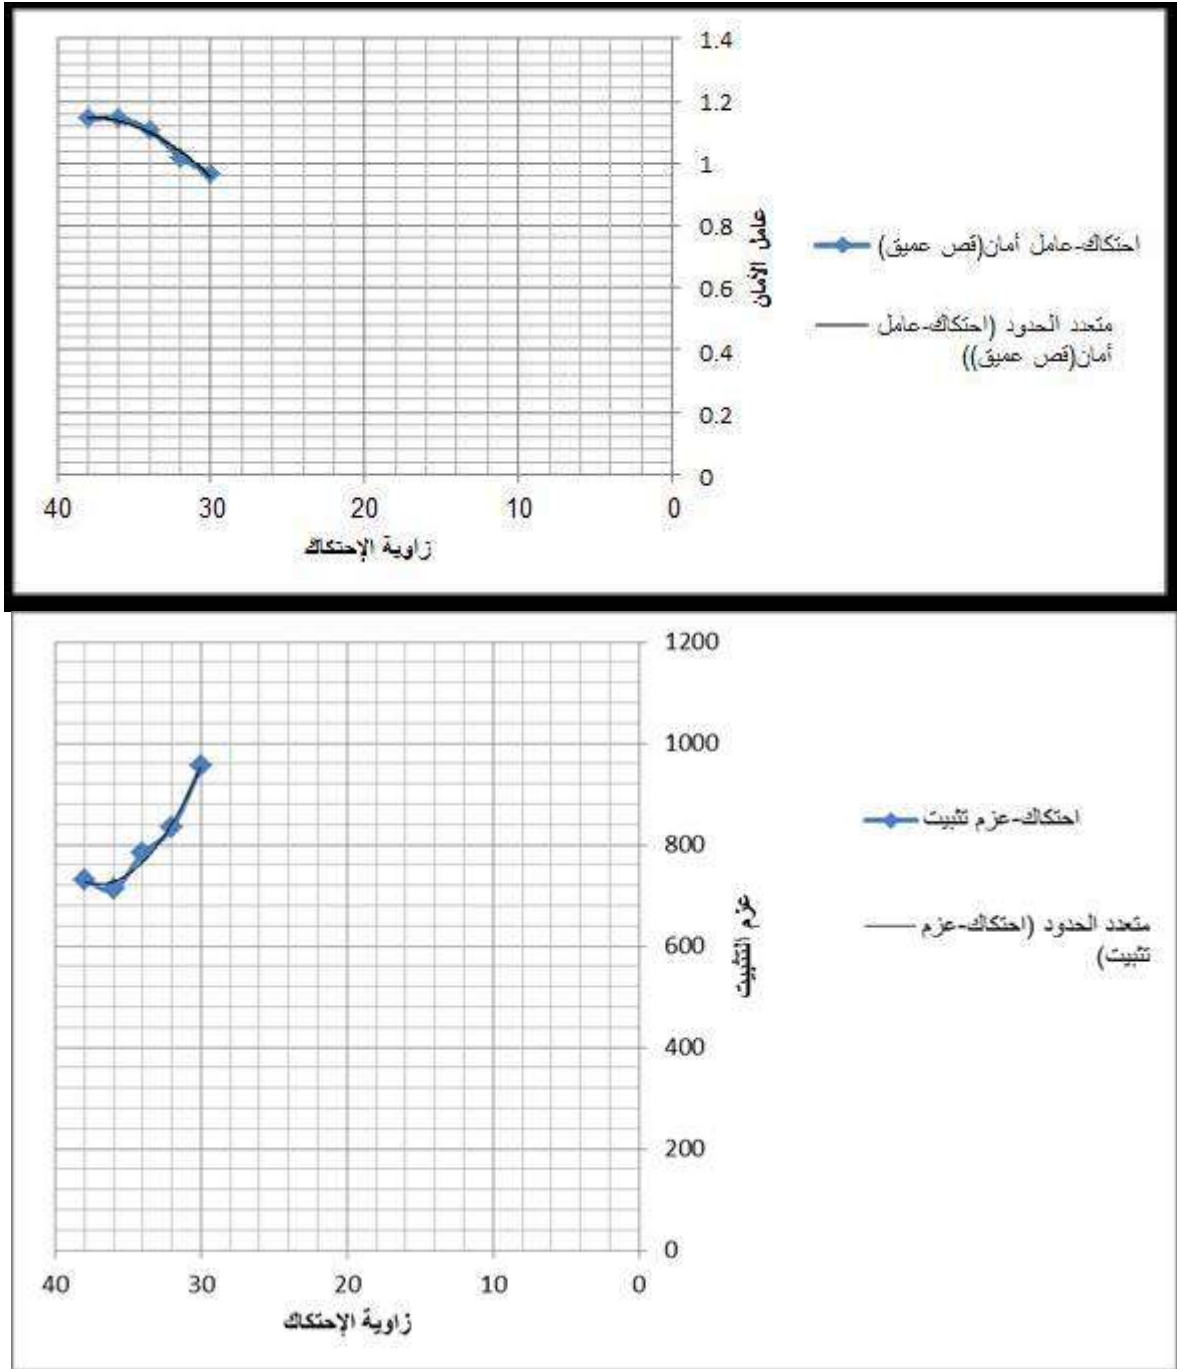 1.4
1.2
1
0.8
0.6
0.4
0.2
0
عامل الأمان
احتكاك-عامل أمان(قص عميق)
متعدد الحدود (احتكاك-عامل
أمان(قص عميق))
40 30 20 10 0
زاوية الإحتكاك
1200
1000
800
600
400
200
0
عزم التثبيت
احتكاك-عزم تثبيت
متعدد الحدود (احتكاك-عزم
تثبيت)
40 30 20 10 0
زاوية الإحتكاك